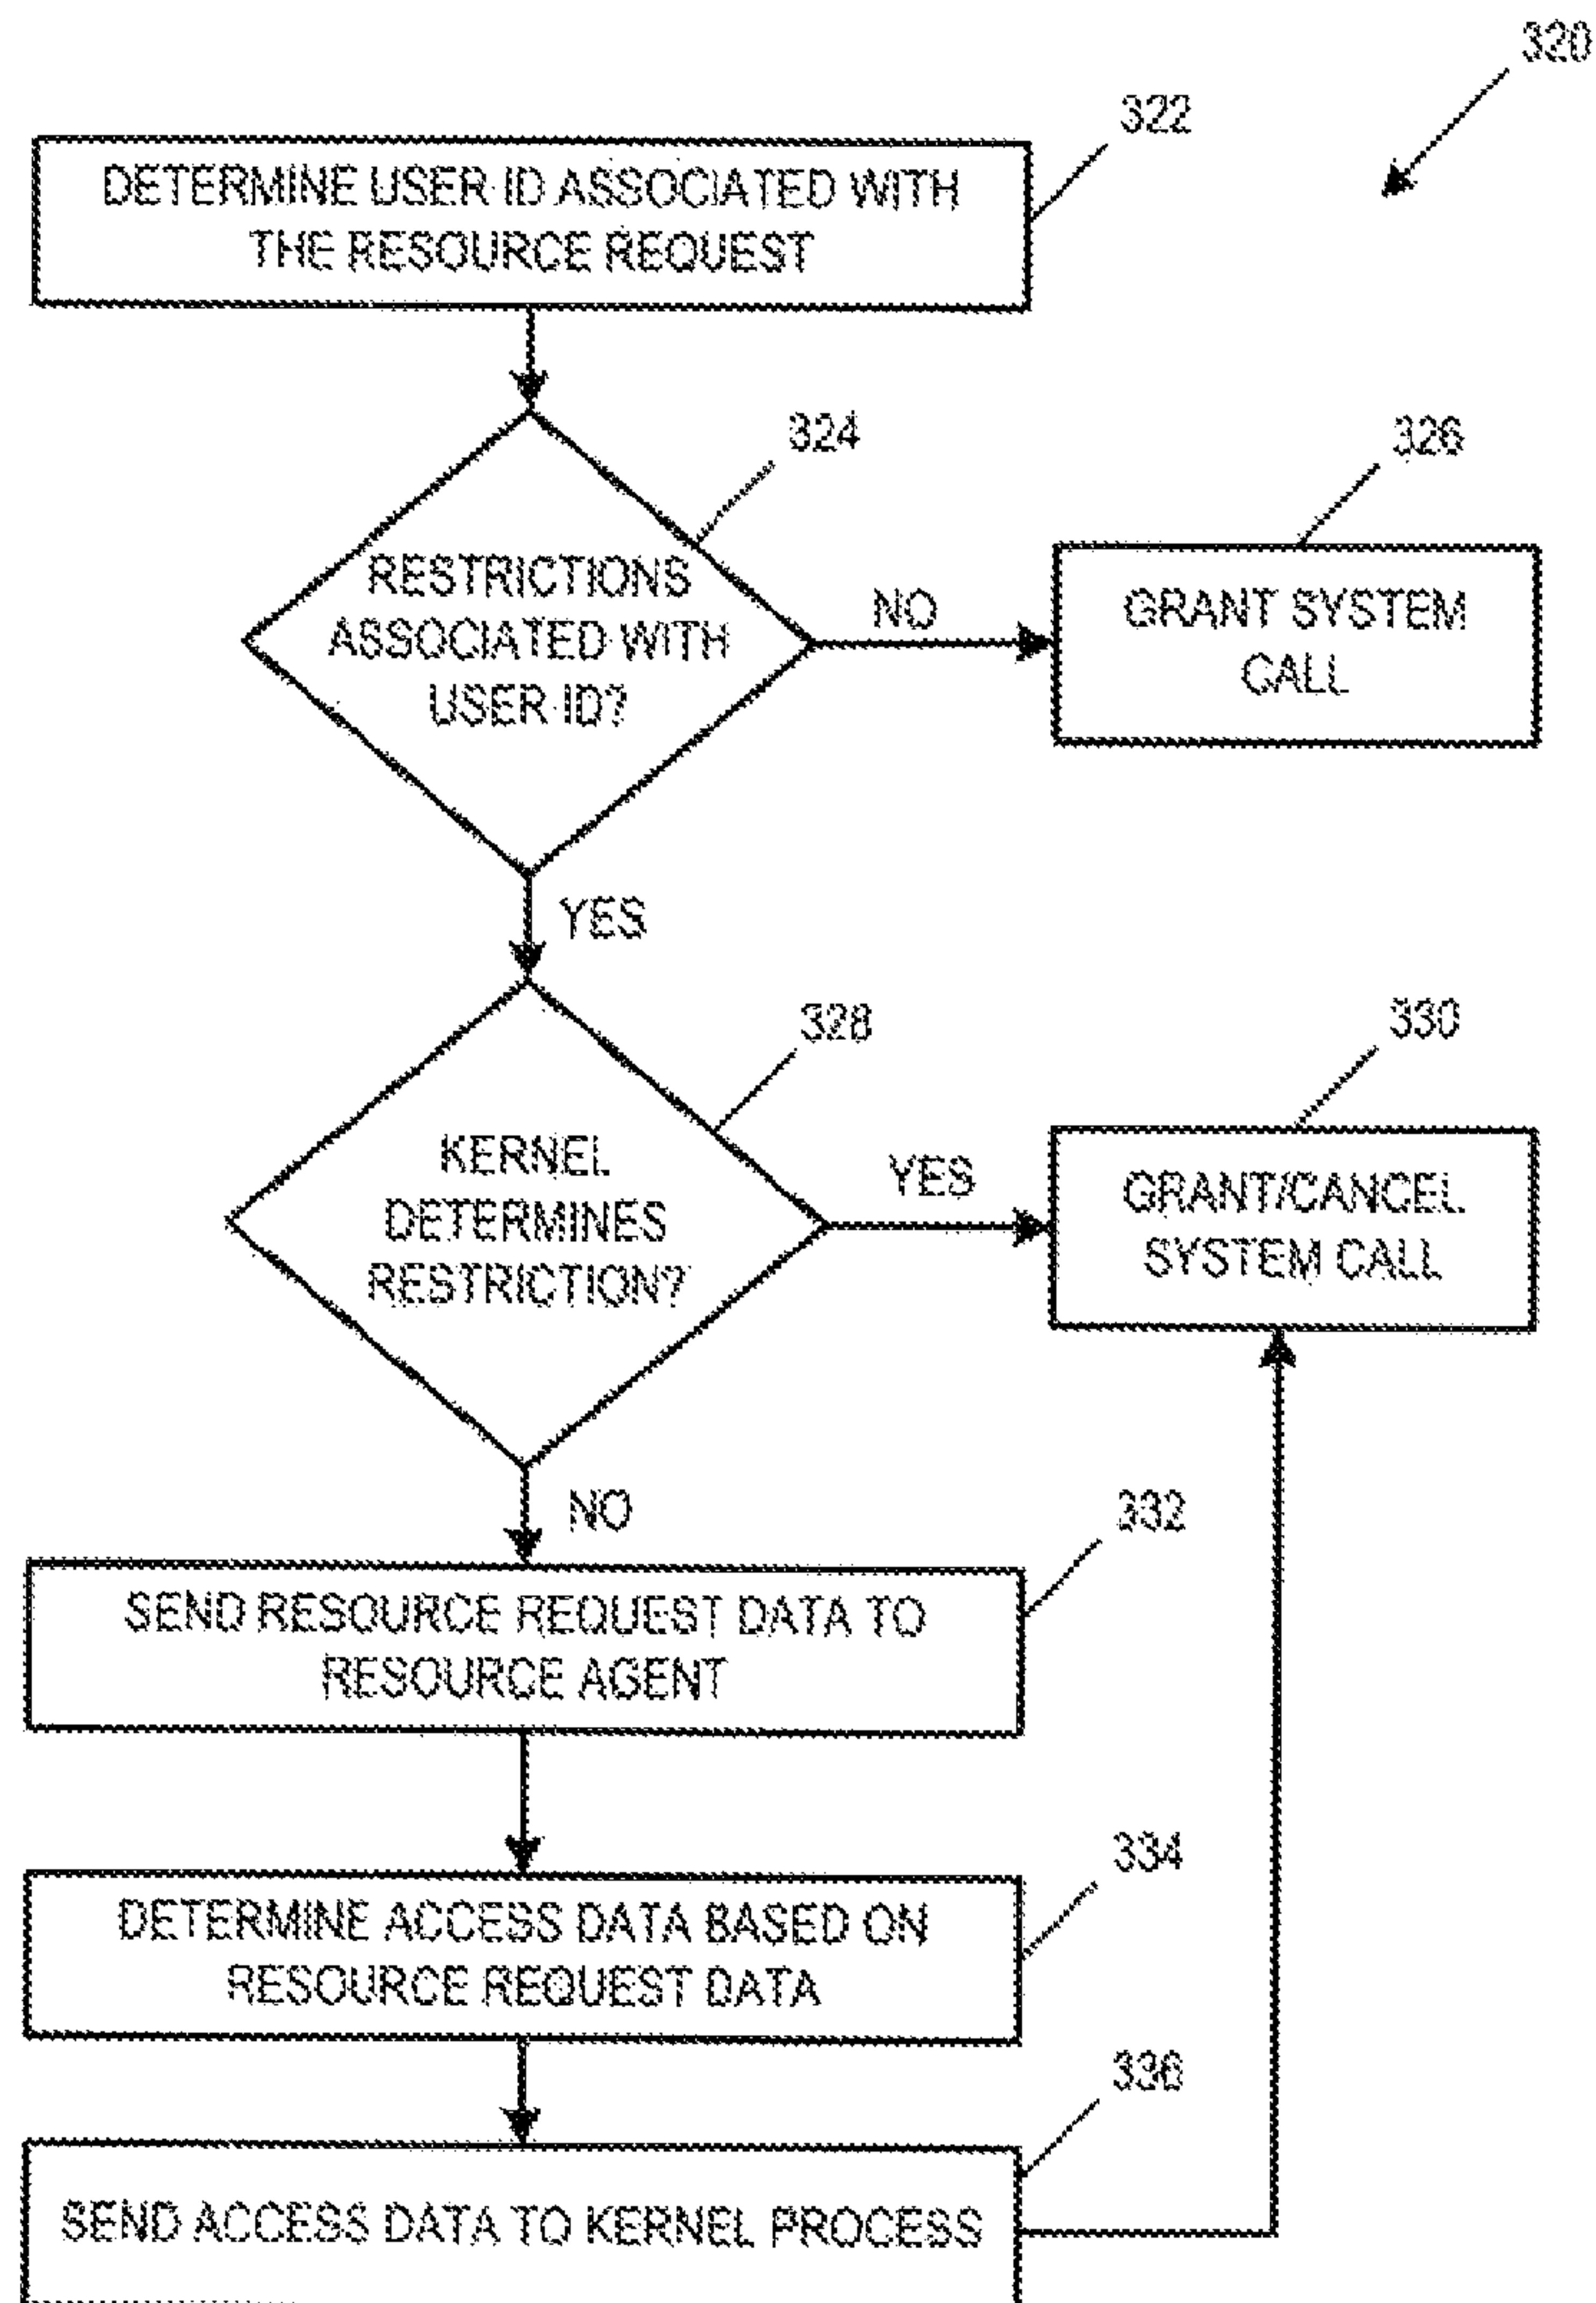 320
322
DETERMINE USER ID ASSOCIATED WITH
THE RESOURCE REQUEST
324
326
RESTRICTIONS
ASSOCIATED WITH
USER ID?
NO
GRANT SYSTEM
CALL
YES
328
330
KERNEL
DETERMINES
RESTRICTION?
YES
GRANT/CANCEL
SYSTEM CALL
NO
332
SEND RESOURCE REQUEST DATA TO
RESOURCE AGENT
334
DETERMINE ACCESS DATA BASED ON
RESOURCE REQUEST DATA
336
SEND ACCESS DATA TO KERNEL PROCESS